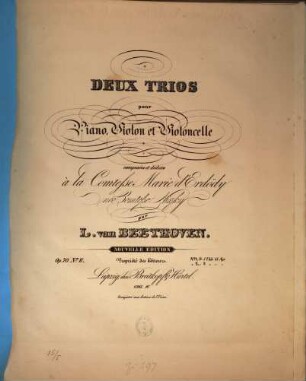 DEUX TRIOS
pour
Piano, Violon et Violoncelle
composés et dédiés
à la Comtesse Marie d'Erdödy
née Comtesse Niszky
par
L. van BEETHOVEN.
NOUVELLE EDITION
Op. 70 No. II. Propriété des Editeurs.
Leipzig chez Breitkopf & Härtel.